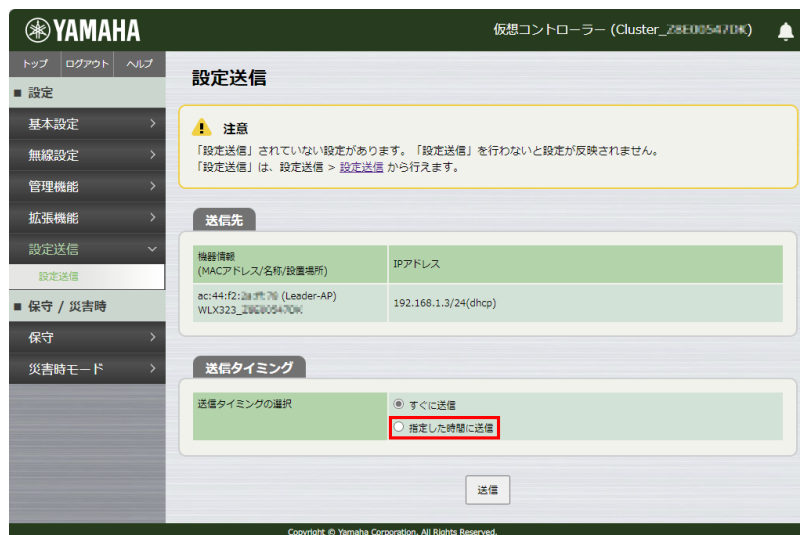 YAMAHA
仮想コントローラー (Cluster_
トップ ログアウト ヘルプ
■ 設定
基本設定
無線設定
管理機能
拡張機能
設定送信
設定送信
■ 保守 / 災害時
保守
災害時モード
設定送信
注意
「設定送信」されていない設定があります。「設定送信」を行わないと設定が反映されません。
「設定送信」は、設定送信 > 設定送信 から行えます。
送信先
機器情報
(MACアドレス/名称/設置場所)
IPアドレス
ac:44:f2: (Leader-AP)
WLX323_
192.168.1.3/24(dhcp)
送信タイミング
送信タイミングの選択
すぐに送信
指定した時間に送信
送信
Copyright © Yamaha Corporation. All Rights Reserved.